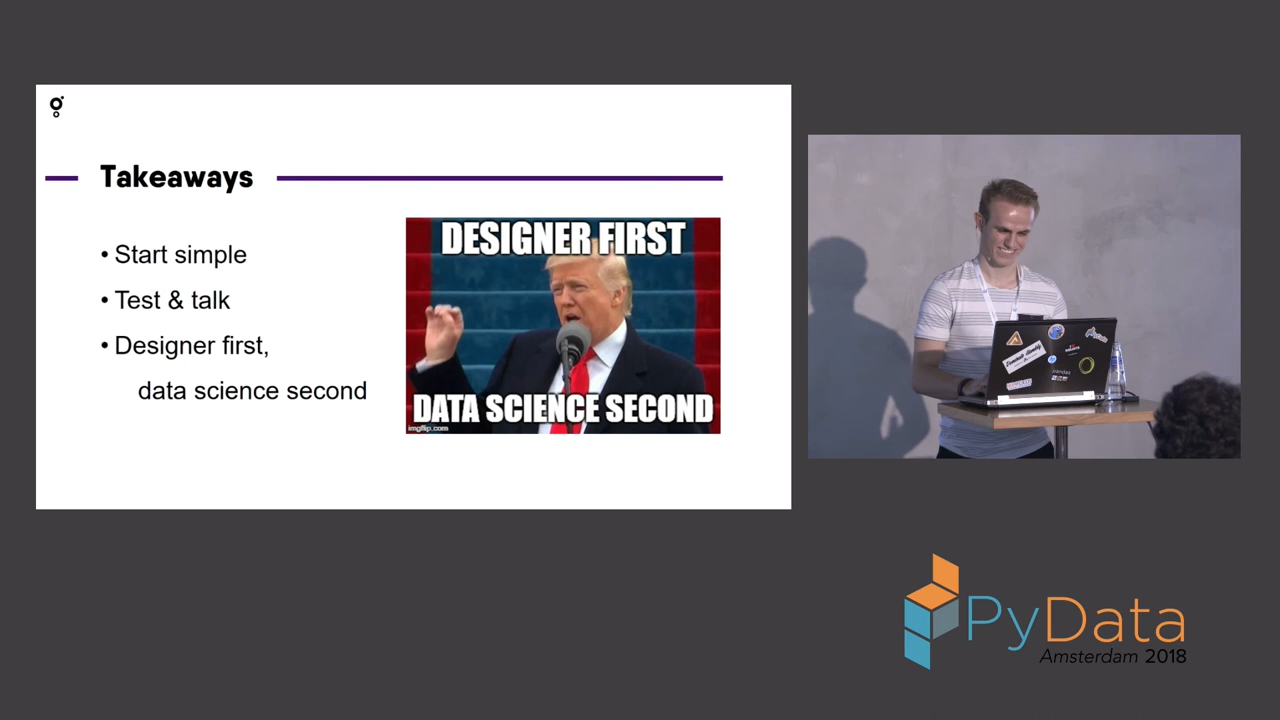 Takeaways
• Start simple
• Test & talk
• Designer first,
data science second
DESIGNER FIRST
DATA SCIENCE SECOND
imgflip.com
PyData
Amsterdam 2018